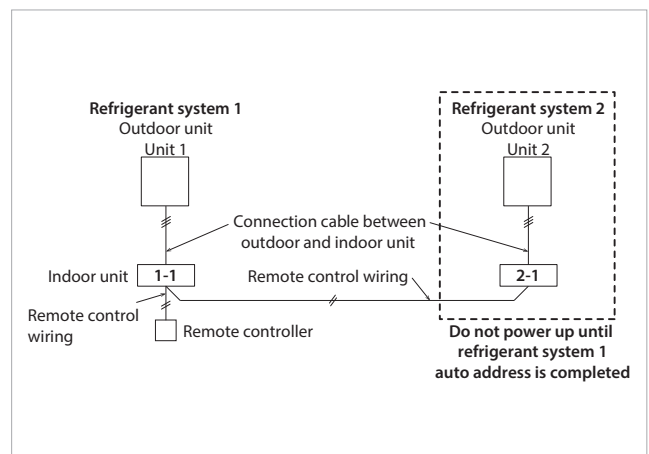 Refrigerant system 1
Outdoor unit
Unit 1
Refrigerant system 2
Outdoor unit
Unit 2
Connection cable between
outdoor and indoor unit
Indoor unit
1-1
Remote control wiring
2-1
Remote control
wiring
Remote controller
Do not power up until
refrigerant system 1
auto address is completed